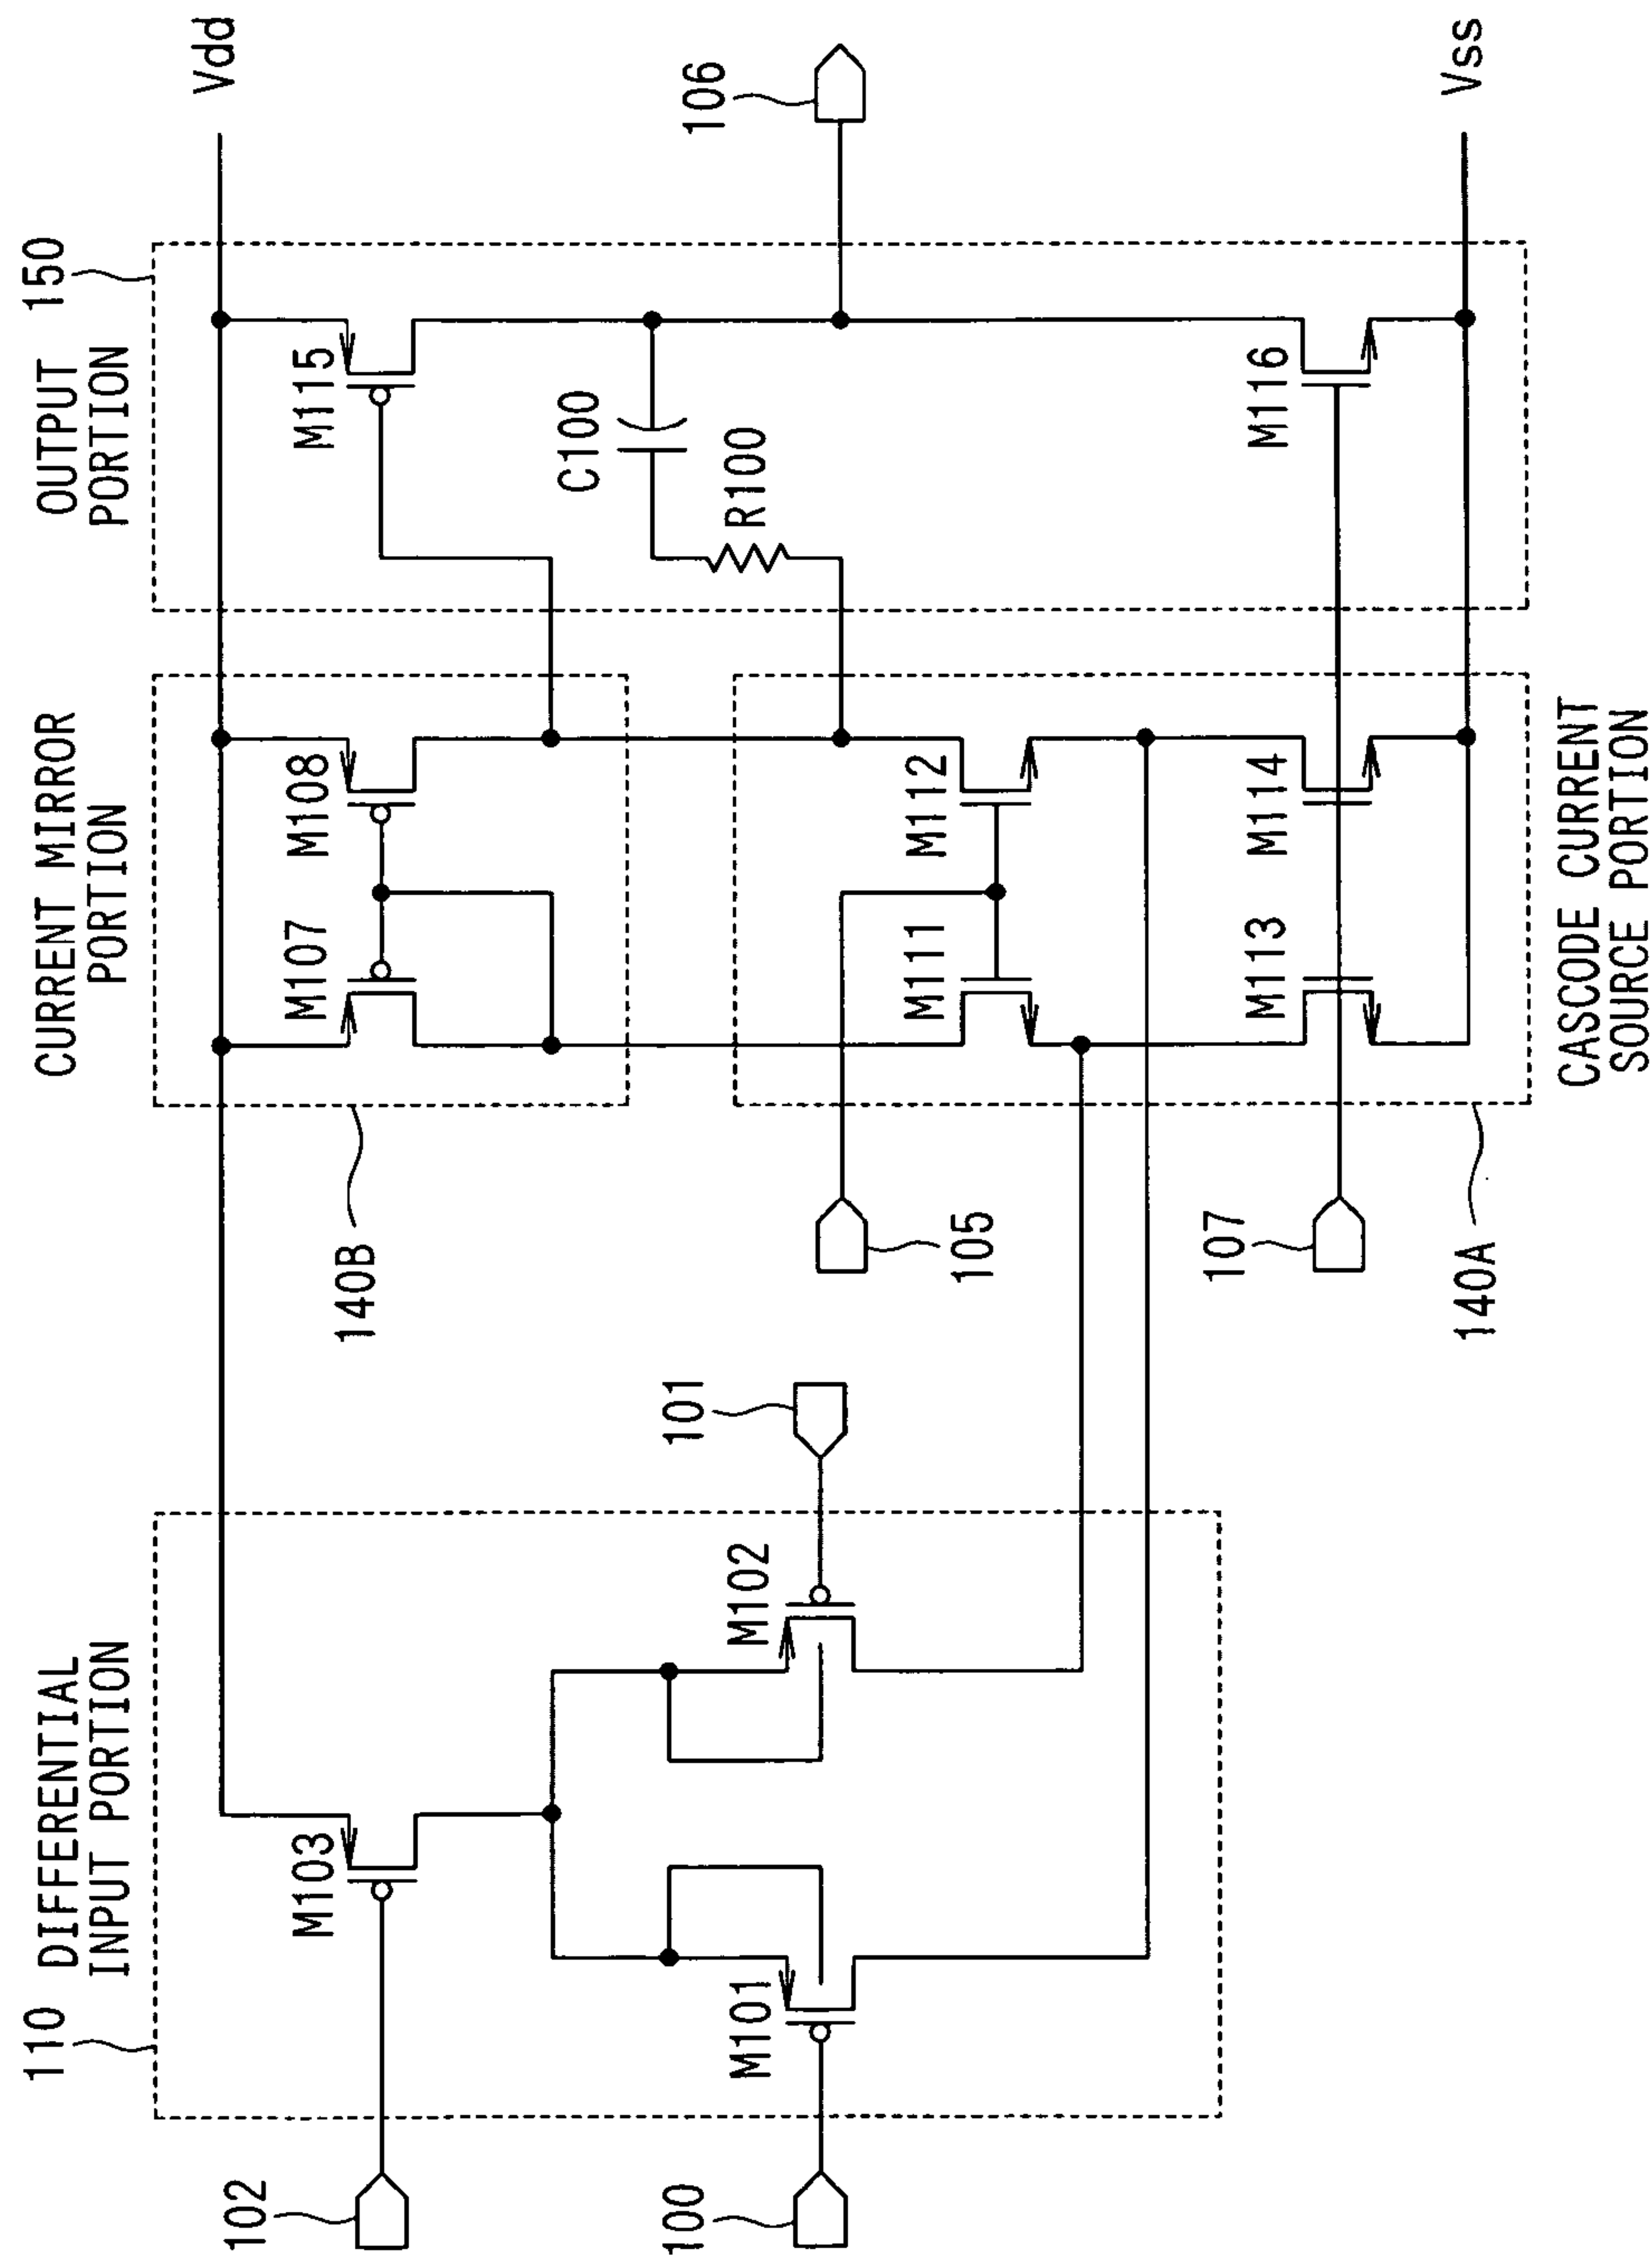 110 DIFFERENTIAL
INPUT PORTION
CURRENT MIRROR
PORTION
OUTPUT 150
PORTION
Vdd
102
M103
140B
M107
M108
M115
C100
106
100
M101
M102
101
R100
105
M111
M112
107
M113
M114
M116
140A
Vss
CASCODE CURRENT
SOURCE PORTION